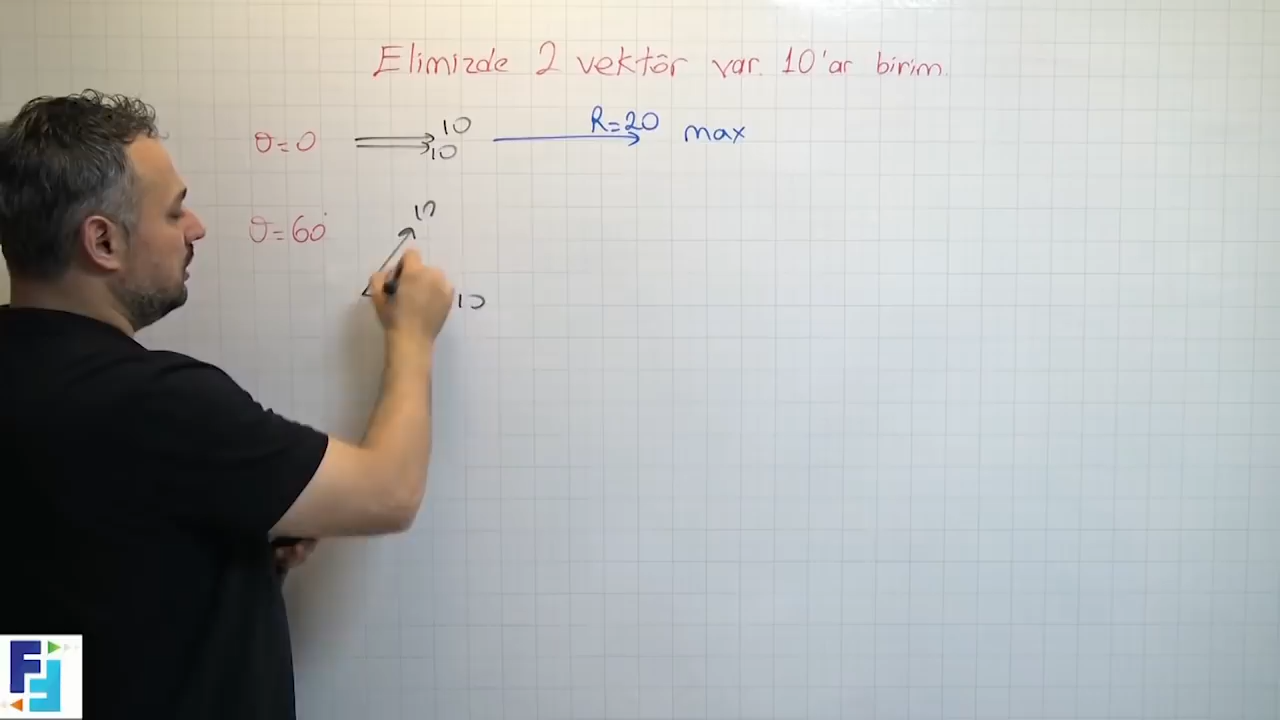 Elimizde 2 vektör var. 10'ar birim.
θ=0 10 10 R=20 max
θ=60° 10
10